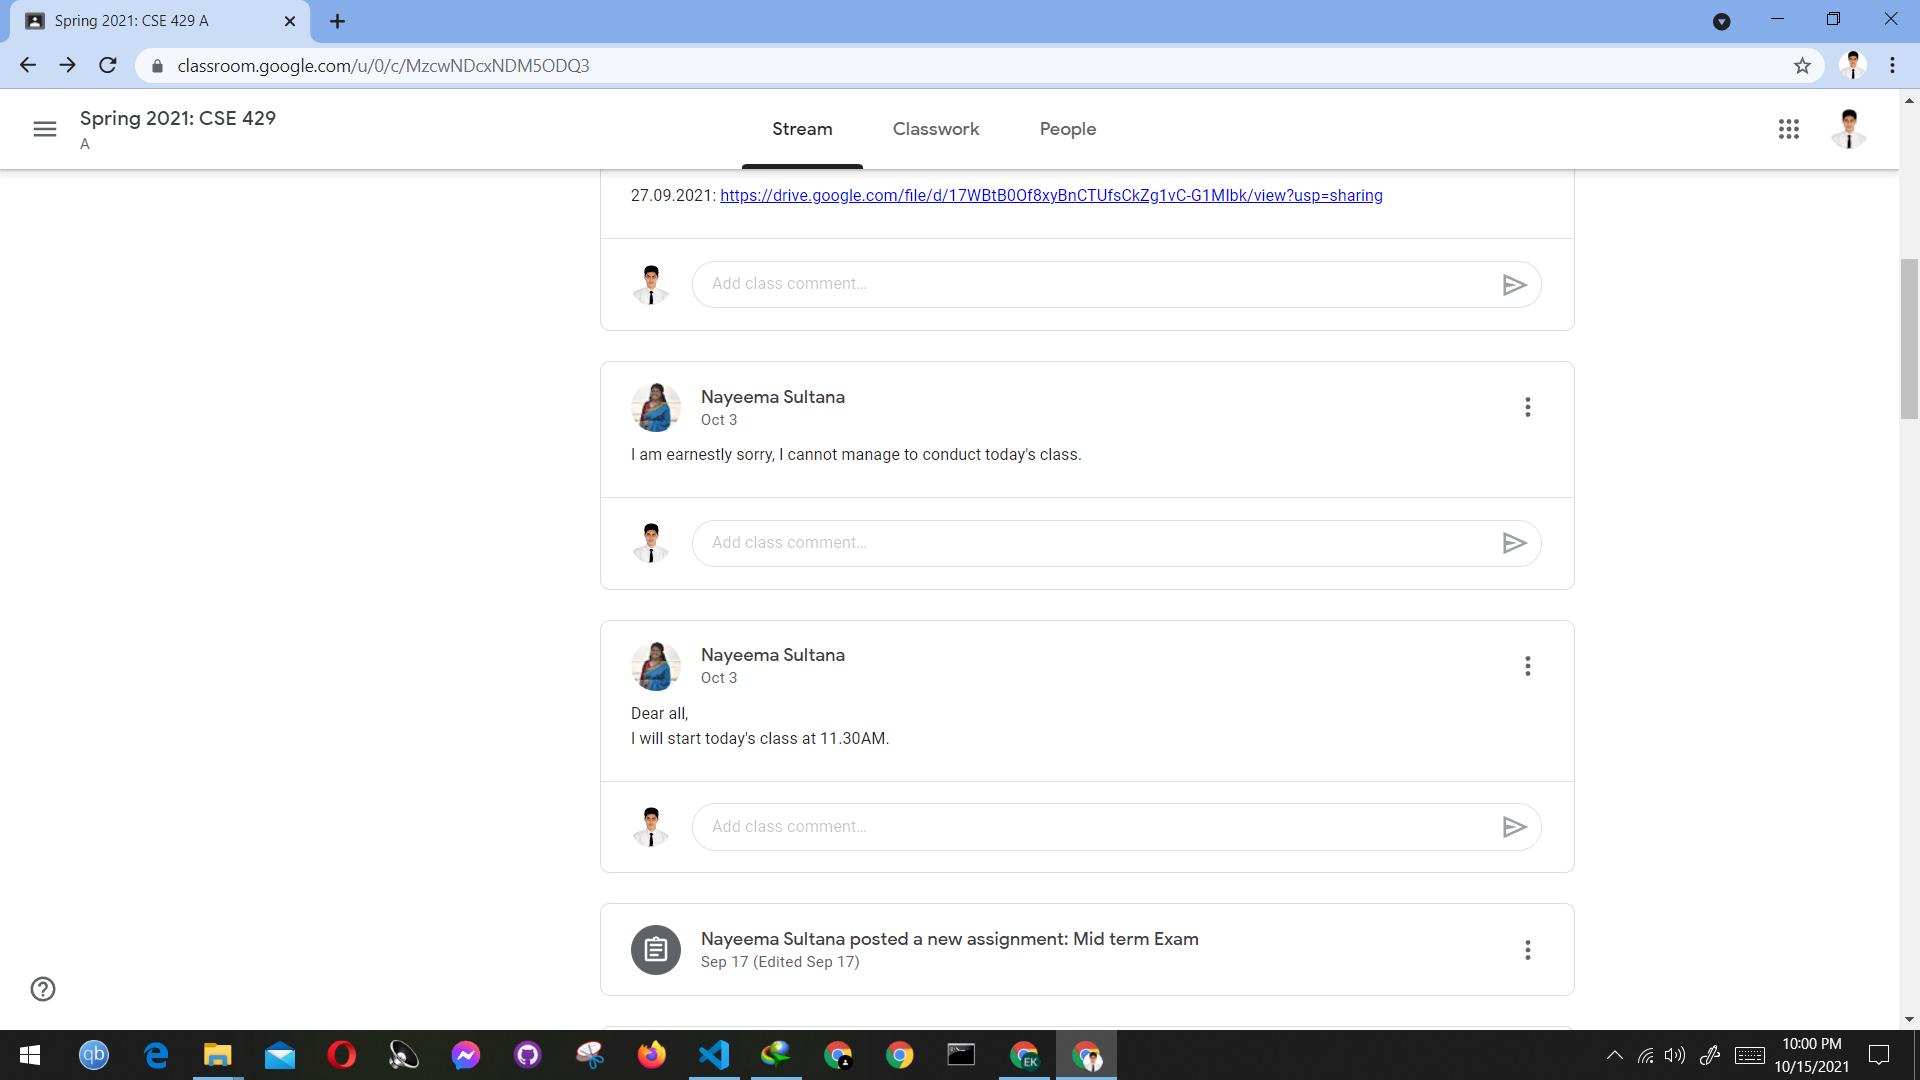 Spring 2021: CSE 429 A
classroom.google.com/u/0/c/MzcwNDcxNDM5ODQ3
Spring 2021: CSE 429
A
Stream
Classwork
People
27.09.2021: https://drive.google.com/file/d/17WBtB0Of8xyBnCTUfsCkZg1vC-G1MIbk/view?usp=sharing
Add class comment...
Nayeema Sultana
Oct 3
I am earnestly sorry, I cannot manage to conduct today's class.
Add class comment...
Nayeema Sultana
Oct 3
Dear all,
I will start today's class at 11.30AM.
Add class comment...
Nayeema Sultana posted a new assignment: Mid term Exam
Sep 17 (Edited Sep 17)
qb
EK
10:00 PM
10/15/2021